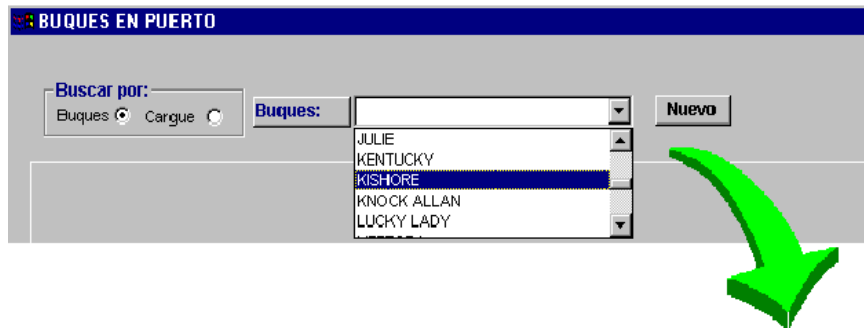 BUQUES EN PUERTO
Buscar por:
Buques Cargue
Buques:
Nuevo
JULIE
KENTUCKY
KISHORE
KNOCK ALLAN
LUCKY LADY